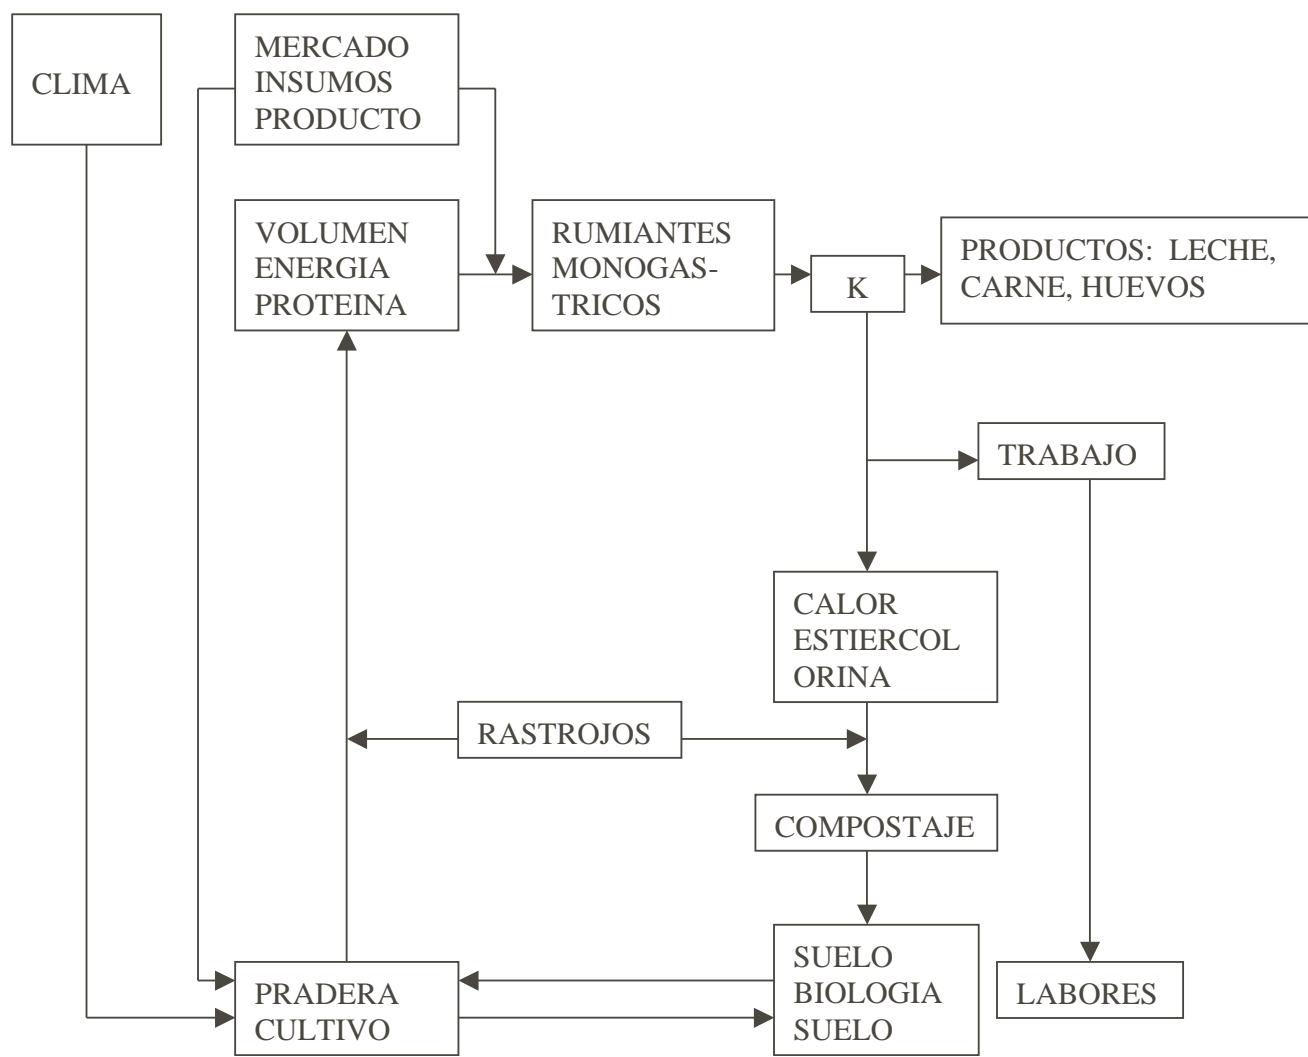 CLIMA
MERCADO
INSUMOS
PRODUCTO
VOLUMEN
ENERGIA
PROTEINA
RUMIANTES
MONOGAS-
TRICOS
K
PRODUCTOS: LECHE,
CARNE, HUEVOS
TRABAJO
CALOR
ESTIERCOL
ORINA
RASTROJOS
COMPOSTAJE
PRADERA
CULTIVO
SUELO
BIOLOGIA
SUELO
LABORES